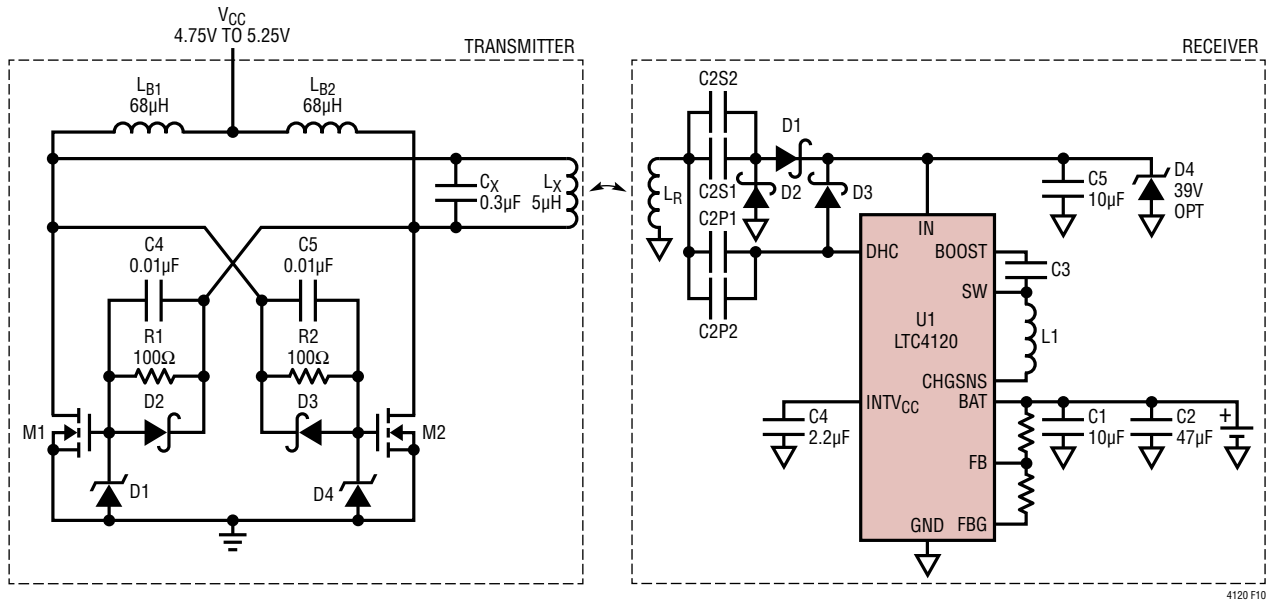 V_CC
4.75V TO 5.25V
TRANSMITTER
L_B1
68µH
L_B2
68µH
C_X
0.3µF
L_X
5µH
C4
0.01µF
C5
0.01µF
R1
100Ω
R2
100Ω
D2
D3
M1
M2
D1
D4
RECEIVER
C2S2
D1
C2S1
D2
D3
L_R
C2P1
C2P2
C5
10µF
D4
39V
OPT
IN
DHC
BOOST
SW
C3
U1
LTC4120
L1
CHGSNS
INTV_CC
BAT
C4
2.2µF
C1
10µF
C2
47µF
+
FB
GND
FBG
4120 F10